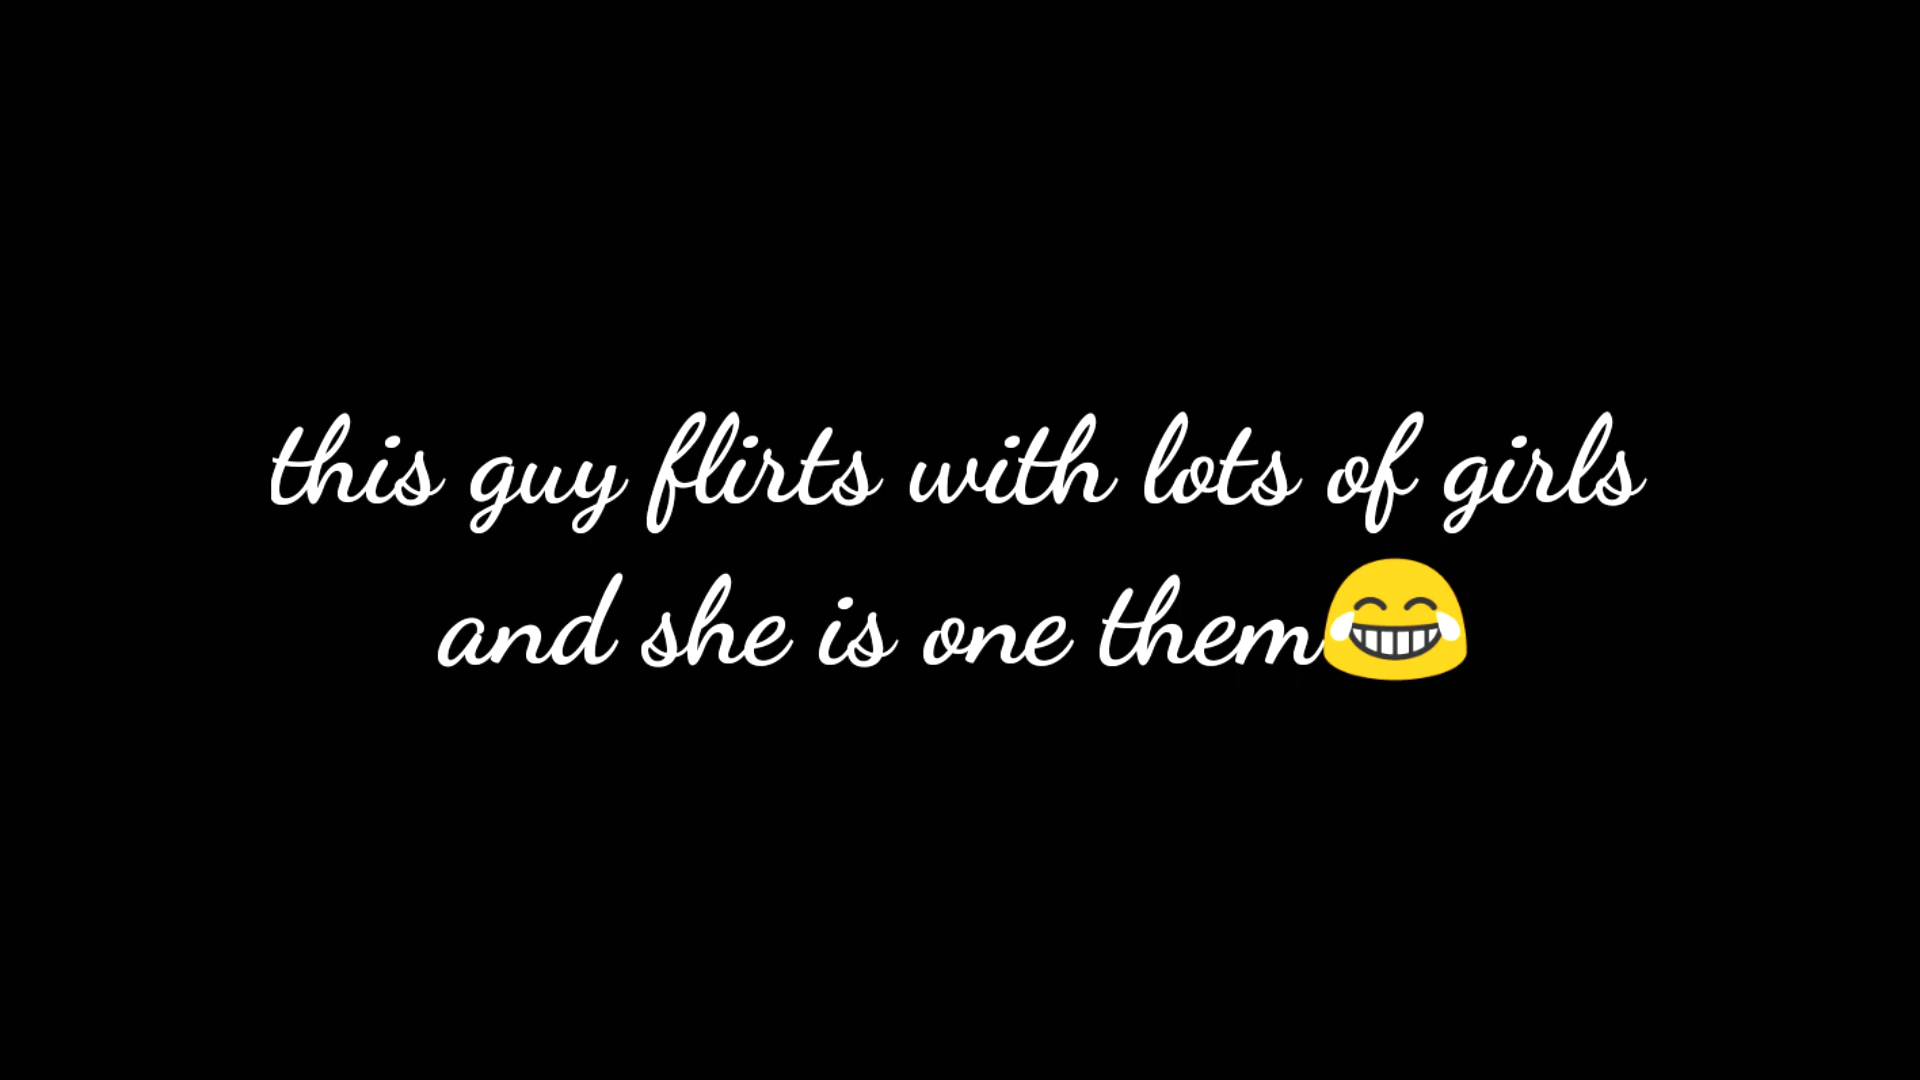 this guy flirts with lots of girls
and she is one them😂